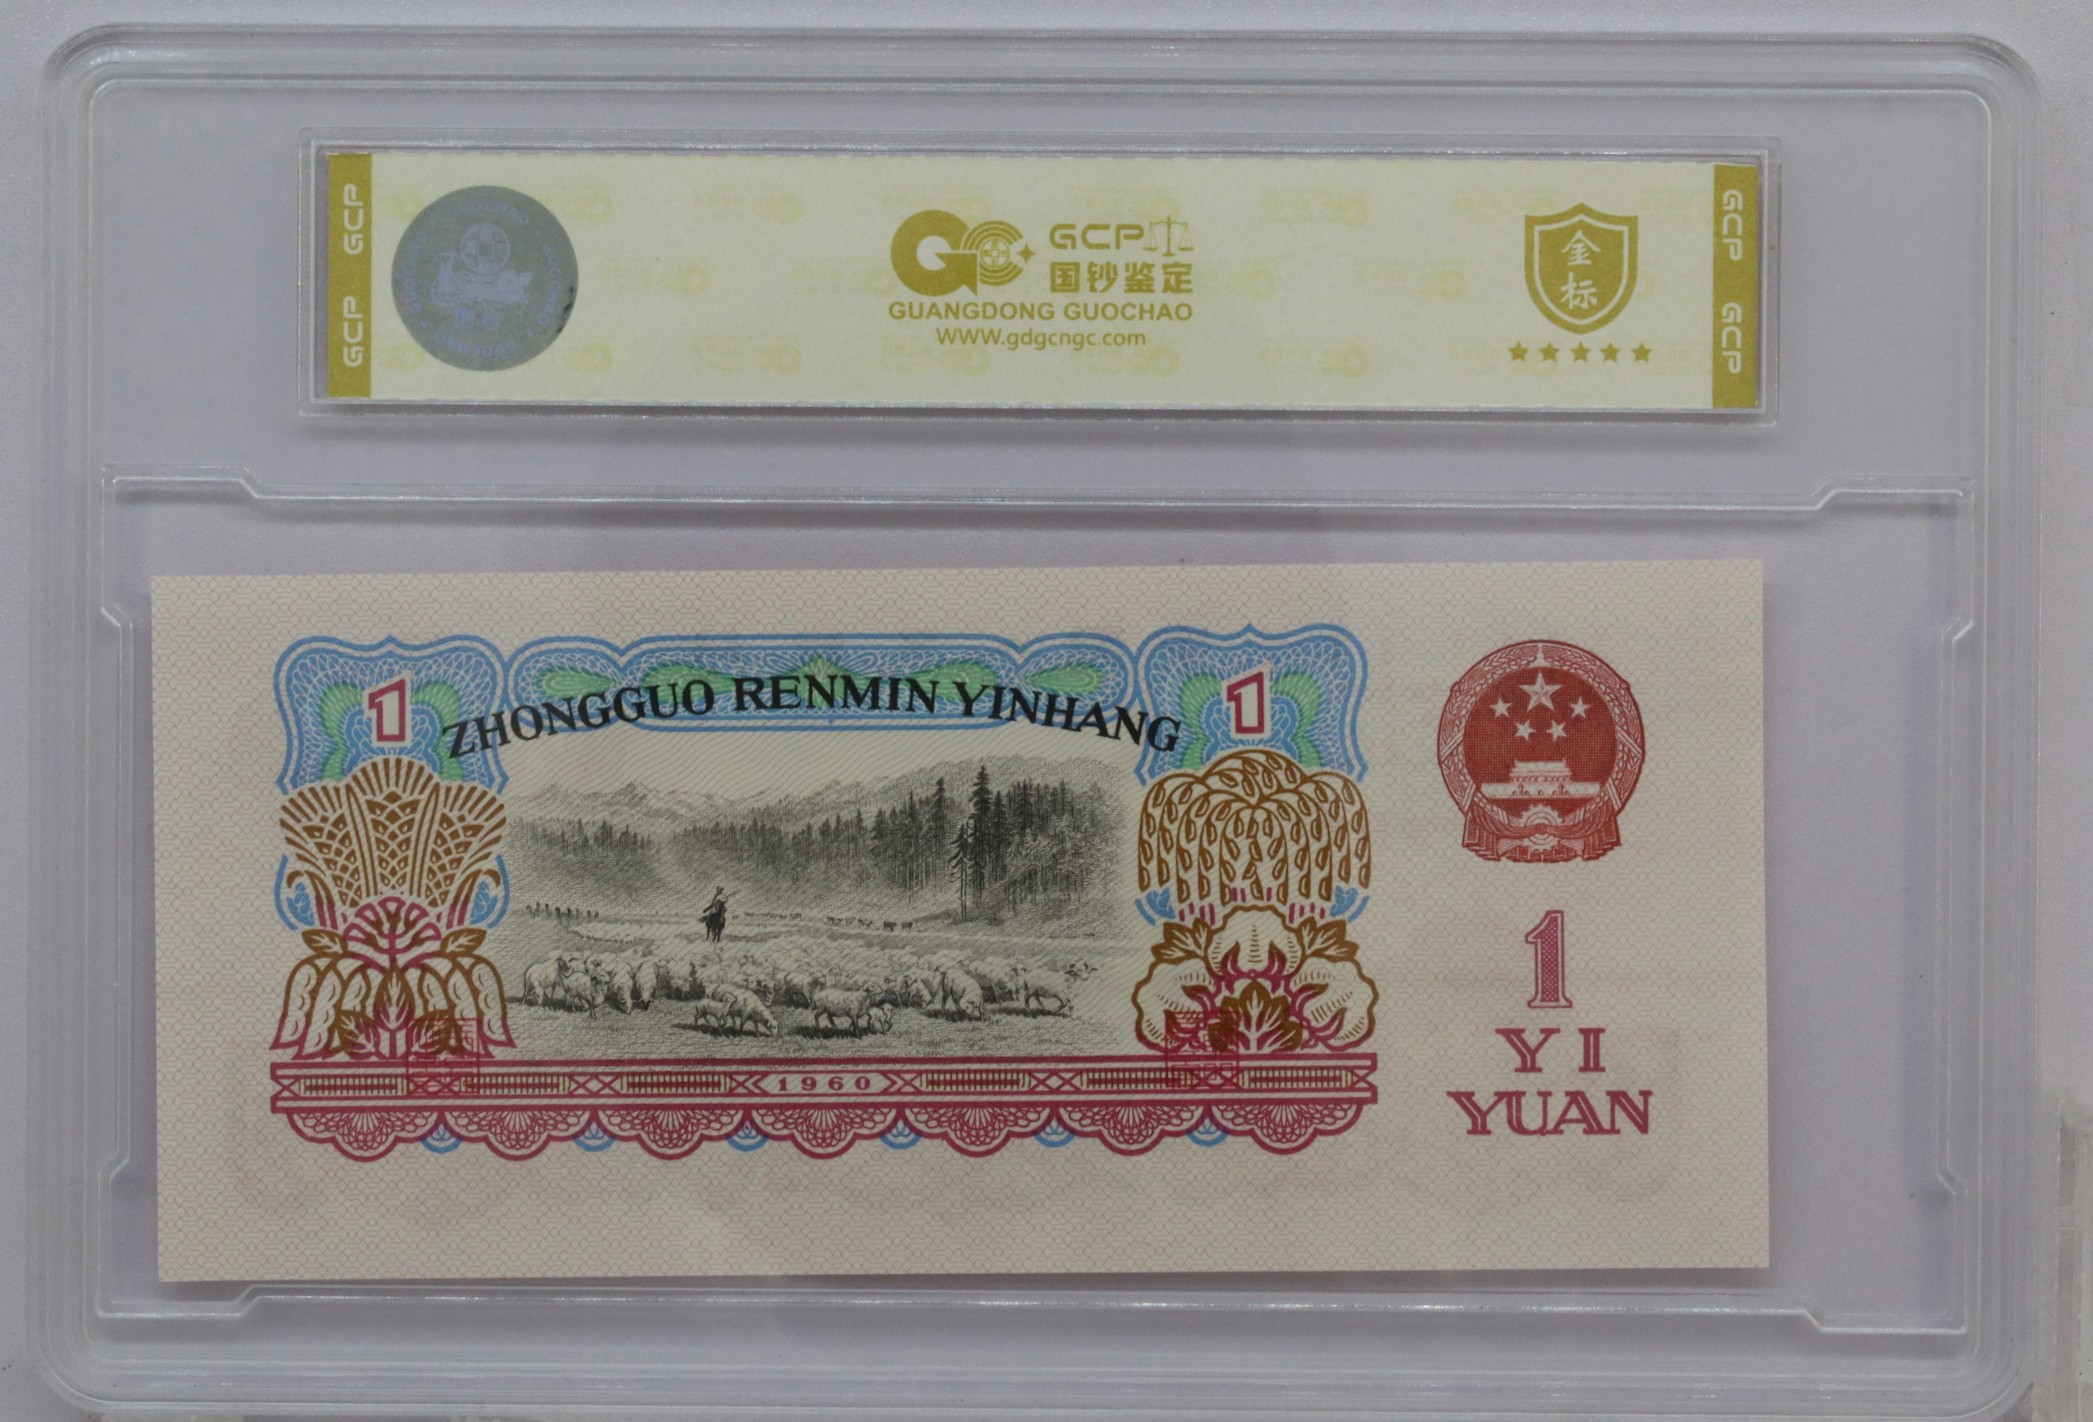 GCP GCP
GCP
国钞鉴定
GUANGDONG GUOCHAO
WWW.gdgcngc.com
金
标
GCP GCP
ZHONGGUO RENMIN YINHANG
1
1
1
YI
YUAN
1960